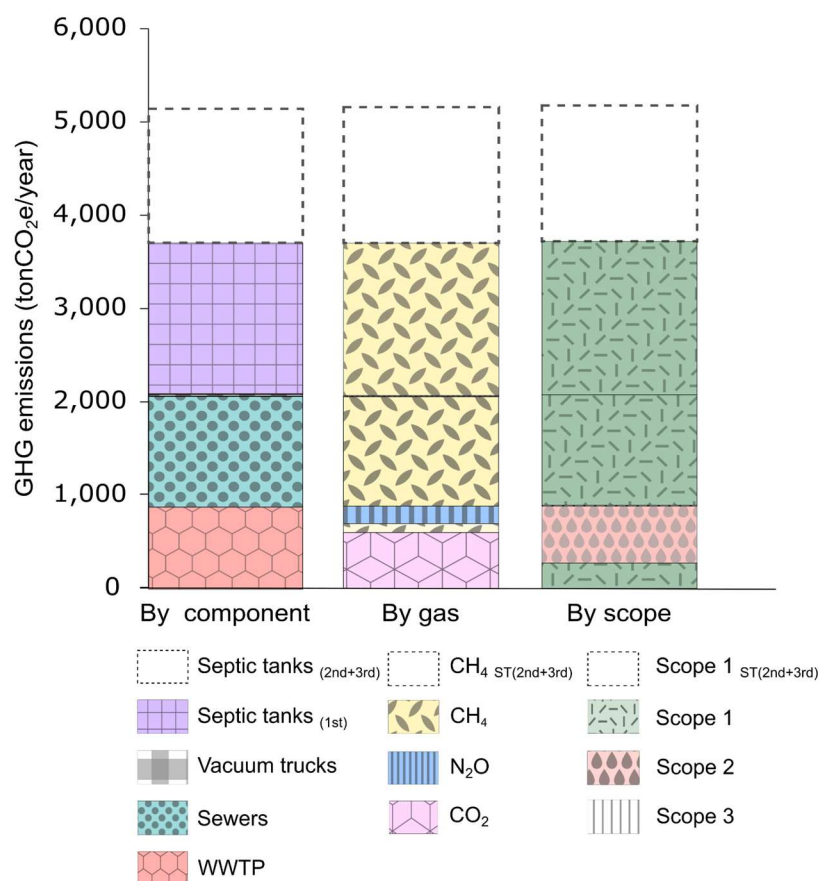 6,000
5,000
4,000
3,000
2,000
1,000
0
GHG emissions (tonCO₂e/year)
By component By gas By scope
Septic tanks (2nd+3rd) CH₄ ST(2nd+3rd) Scope 1 ST(2nd+3rd)
Septic tanks (1st) CH₄ Scope 1
Vacuum trucks N₂O Scope 2
Sewers CO₂ Scope 3
WWTP